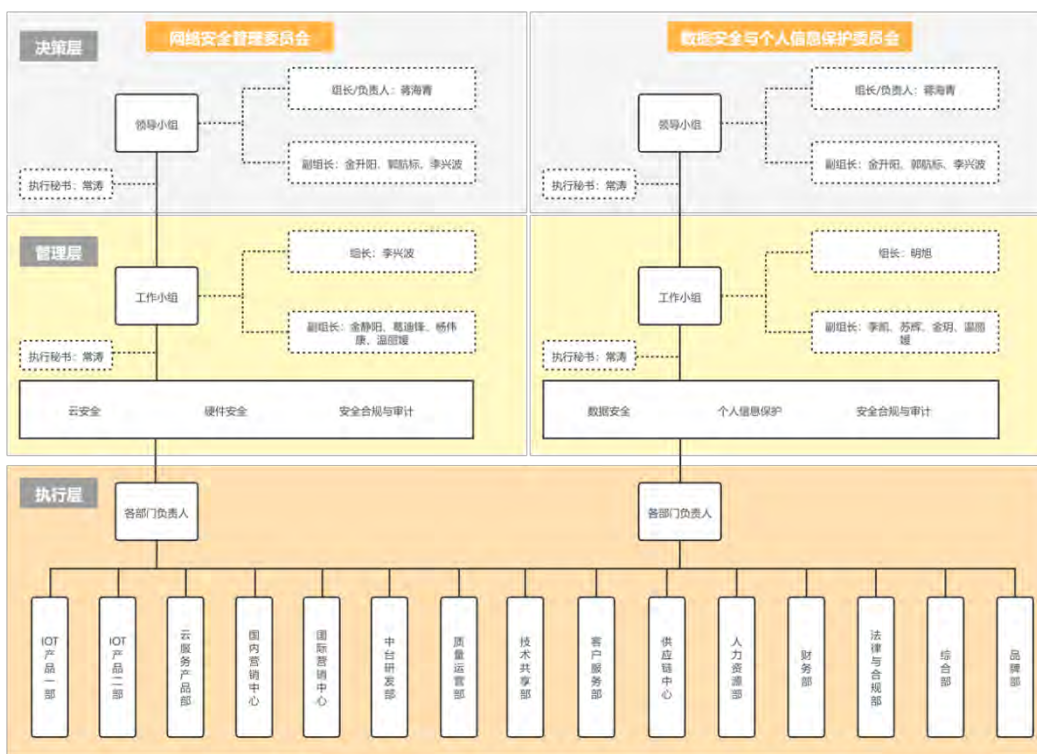 决策层
网络安全管理委员会
数据安全与个人信息保护委员会
领导小组
组长/负责人：蒋海青
副组长：金升阳、郭航标、李兴波
执行秘书：常涛
领导小组
组长/负责人：蒋海青
副组长：金升阳、郭航标、李兴波
执行秘书：常涛
管理层
工作小组
组长：李兴波
副组长：金静阳、葛迪锋、杨伟
康、温丽嫒
执行秘书：常涛
工作小组
组长：明旭
副组长：李凯、苏辉、金玥、温丽
嫒
执行秘书：常涛
云安全
硬件安全
安全合规与审计
数据安全
个人信息保护
安全合规与审计
执行层
各部门负责人
各部门负责人
IOT产品一部
IOT产品二部
云服务产品部
国内营销中心
国际营销中心
中台研发部
质量运营部
技术共享部
客户服务部
供应链中心
人力资源部
财务部
法律与合规部
综合部
品牌部